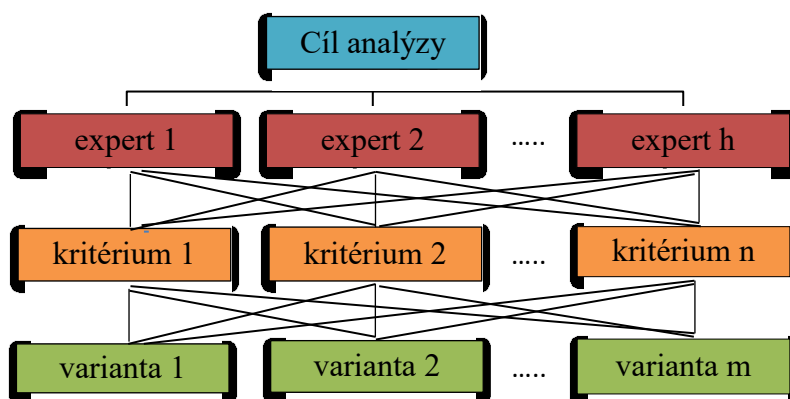 Cíl analýzy
expert 1 expert 2 ..... expert h
kritérium 1 kritérium 2 ..... kritérium n
varianta 1 varianta 2 ..... varianta m